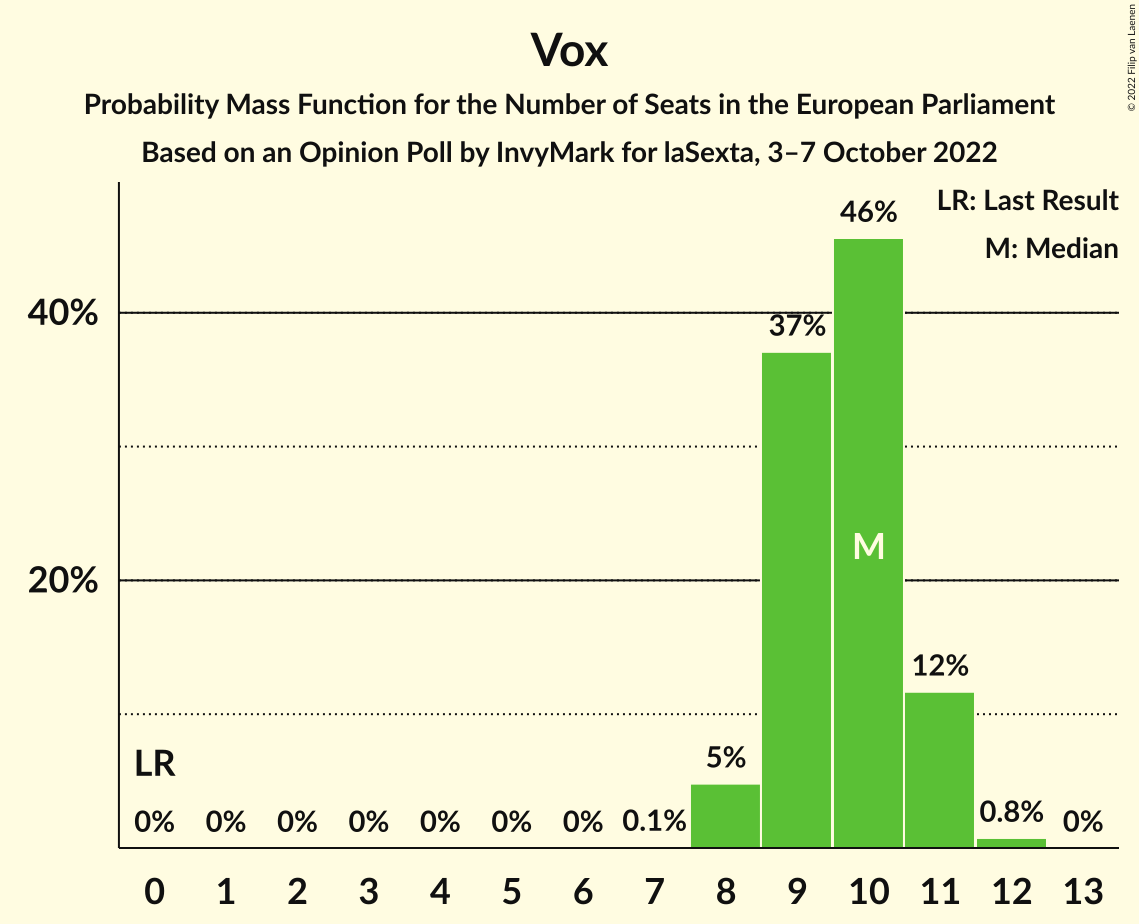 Vox
Probability Mass Function for the Number of Seats in the European Parliament
Based on an Opinion Poll by InvyMark for laSexta, 3–7 October 2022
© 2022 Filip van Laenen
LR: Last Result
M: Median
46%
40%
37%
M
20%
12%
LR
5%
0% 0% 0% 0% 0% 0% 0% 0.1% 0.8% 0%
0 1 2 3 4 5 6 7 8 9 10 11 12 13